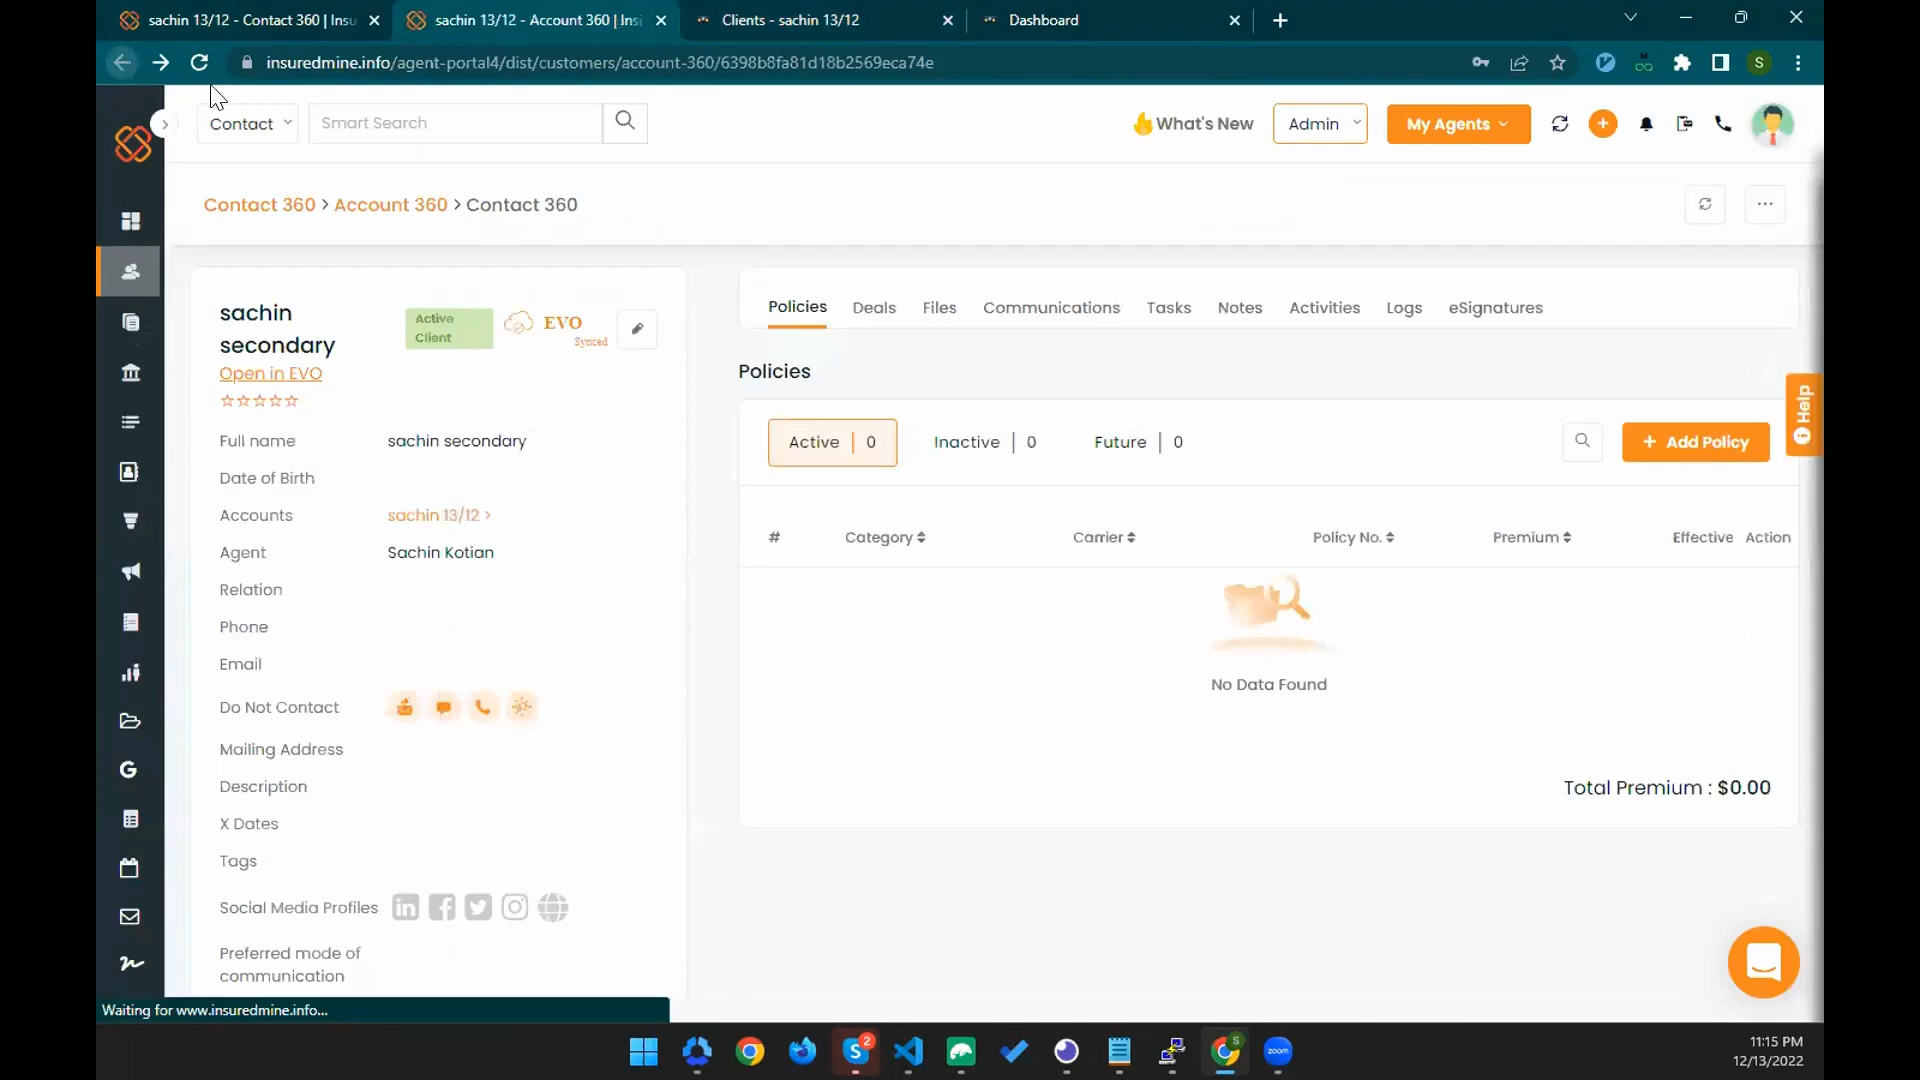 sachin 13/12 - Contact 360 | Insu
sachin 13/12 - Account 360 | Insi
Clients - sachin 13/12
Dashboard
insuredmine.info/agent-portal4/dist/customers/account-360/6398b8fa81d18b2569eca74e
S
Contact
Smart Search
What's New
Admin
My Agents
Contact 360 > Account 360 > Contact 360
sachin secondary
Active Client
EVO
Synced
Open in EVO
Full name sachin secondary
Date of Birth
Accounts sachin 13/12 >
Agent Sachin Kotian
Relation
Phone
Email
Do Not Contact
Mailing Address
Description
X Dates
Tags
Social Media Profiles
Preferred mode of communication
Policies Deals Files Communications Tasks Notes Activities Logs eSignatures
Policies
Active | 0 Inactive | 0 Future | 0
+ Add Policy
# Category Carrier Policy No. Premium Effective Action
No Data Found
Total Premium : $0.00
Help
Waiting for www.insuredmine.info...
2
S
zoom
11:15 PM
12/13/2022